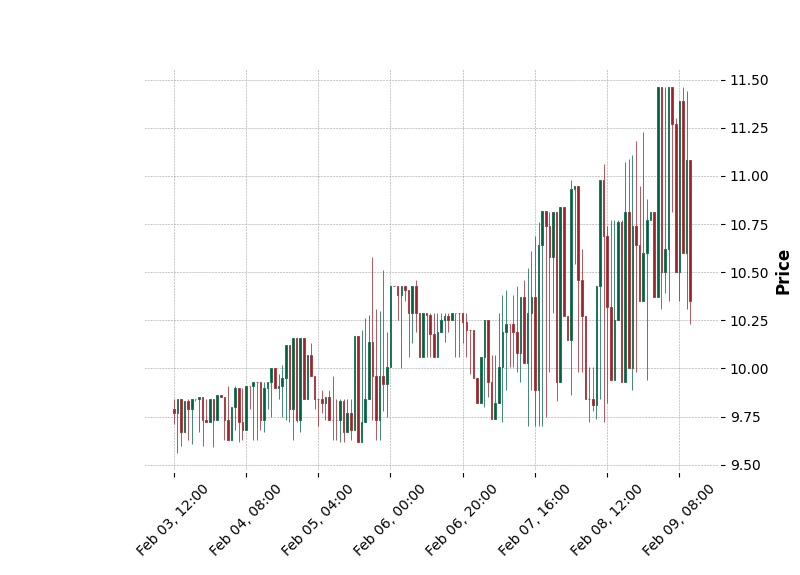 11.50
11.25
11.00
10.75
10.50
10.25
10.00
9.75
9.50
Price
Feb 03, 12:00
Feb 04, 08:00
Feb 05, 04:00
Feb 06, 00:00
Feb 06, 20:00
Feb 07, 16:00
Feb 08, 12:00
Feb 09, 08:00